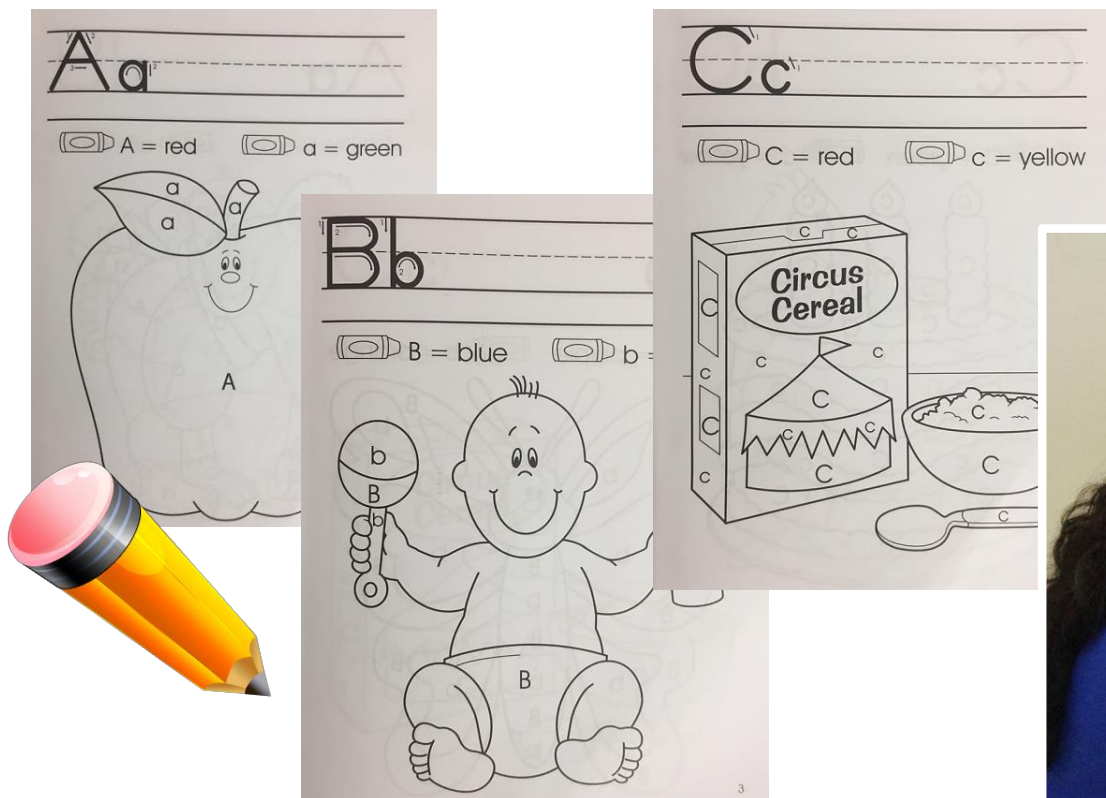 Aa
A = red a = green
a
a
a
A
Bb
B = blue b =
b
B
b
B
3
Cc
C = red c = yellow
c c
Circus
Cereal
C
c c
c
C
C
c c
C
c
C
C
c